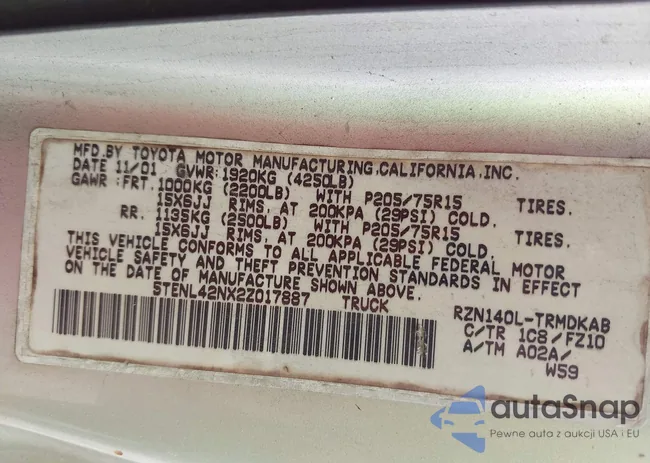 MFD.BY TOYOTA MOTOR MANUFACTURING,CALIFORNIA,INC.
DATE 11/01 GVWR:1920KG (4250LB)
GAWR:FRT.1000KG (2200LB) WITH P205/75R15 TIRES.
15X6JJ RIMS, AT 200KPA (29PSI) COLD.
RR. 1135KG (2500LB) WITH P205/75R15 TIRES.
15X6JJ RIMS, AT 200KPA (29PSI) COLD.
THIS VEHICLE CONFORMS TO ALL APPLICABLE FEDERAL MOTOR
VEHICLE SAFETY AND THEFT PREVENTION STANDARDS IN EFFECT
ON THE DATE OF MANUFACTURE SHOWN ABOVE.
5TENL42NX2Z017887 TRUCK
RZN140L-TRMDKAB
C/TR 1C8/FZ10
A/TM A02A/
W59
autaSnap
Pewne auta z aukcji USA i EU